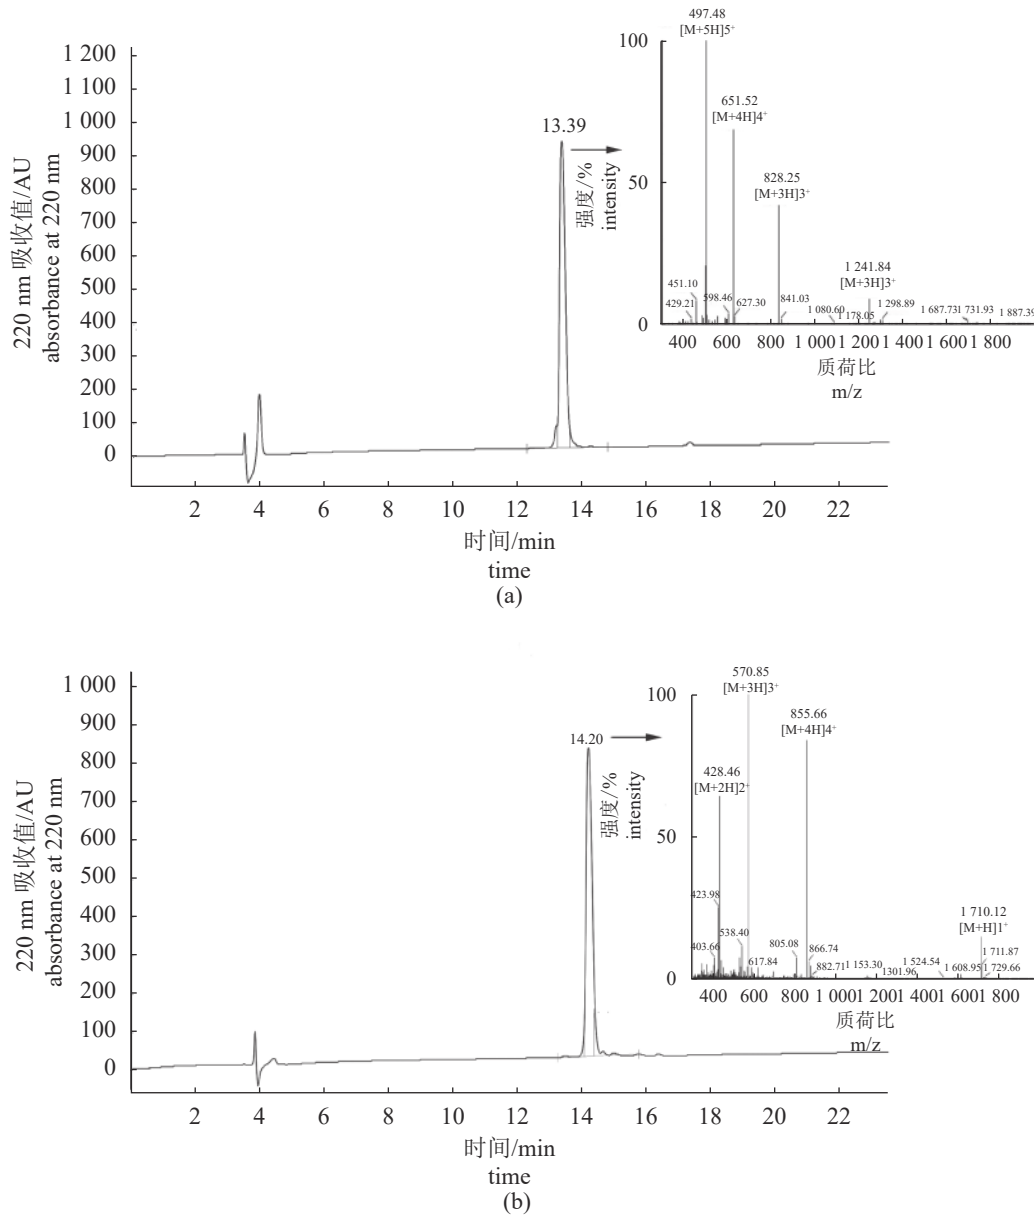 497.48
[M+5H]5⁺
100
651.52
[M+4H]4⁺
50
828.25
[M+3H]3⁺
1 241.84
[M+3H]3⁺
451.10
429.21
598.46
627.30
841.03
1 080.60
1 178.05
1 298.89
1 687.73
1 731.93
1 887.39
0
400 600 800 1 000 1 200 1 400 1 600 1 800
质荷比
m/z
强度/%
intensity
13.39
1 200
1 100
1 000
900
800
700
600
500
400
300
200
100
0
220 nm 吸收值/AU
absorbance at 220 nm
2 4 6 8 10 12 14 16 18 20 22
时间/min
time
(a)
570.85
[M+3H]3⁺
100
855.66
[M+4H]4⁺
428.46
[M+2H]2⁺
50
423.98
403.66
538.40
617.84
805.08
866.74
882.71
1 153.30
1301.96
1 524.54
1 608.95
1 710.12
[M+H]1⁺
1 711.87
1 729.66
0
400 600 800 1 0001 2001 4001 6001 800
质荷比
m/z
强度/%
intensity
14.20
1 000
900
800
700
600
500
400
300
200
100
0
220 nm 吸收值/AU
absorbance at 220 nm
2 4 6 8 10 12 14 16 18 20 22
时间/min
time
(b)